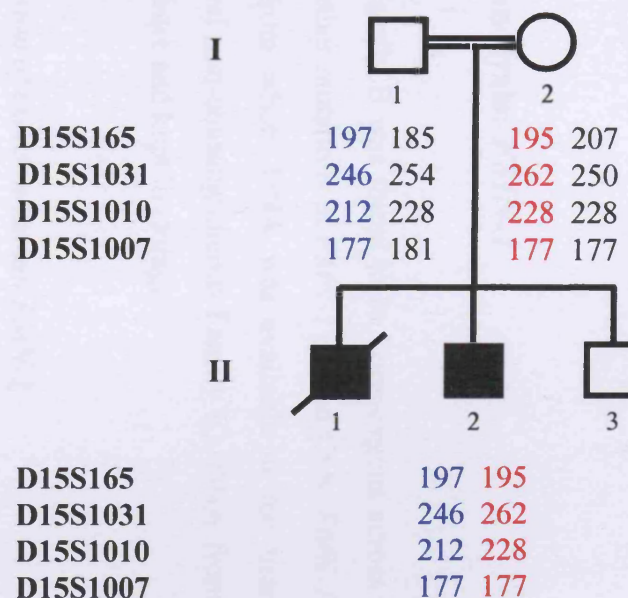 I
1 2
D15S165 197 185 195 207
D15S1031 246 254 262 250
D15S1010 212 228 228 228
D15S1007 177 181 177 177
II
1 2 3
D15S165 197 195
D15S1031 246 262
D15S1010 212 228
D15S1007 177 177